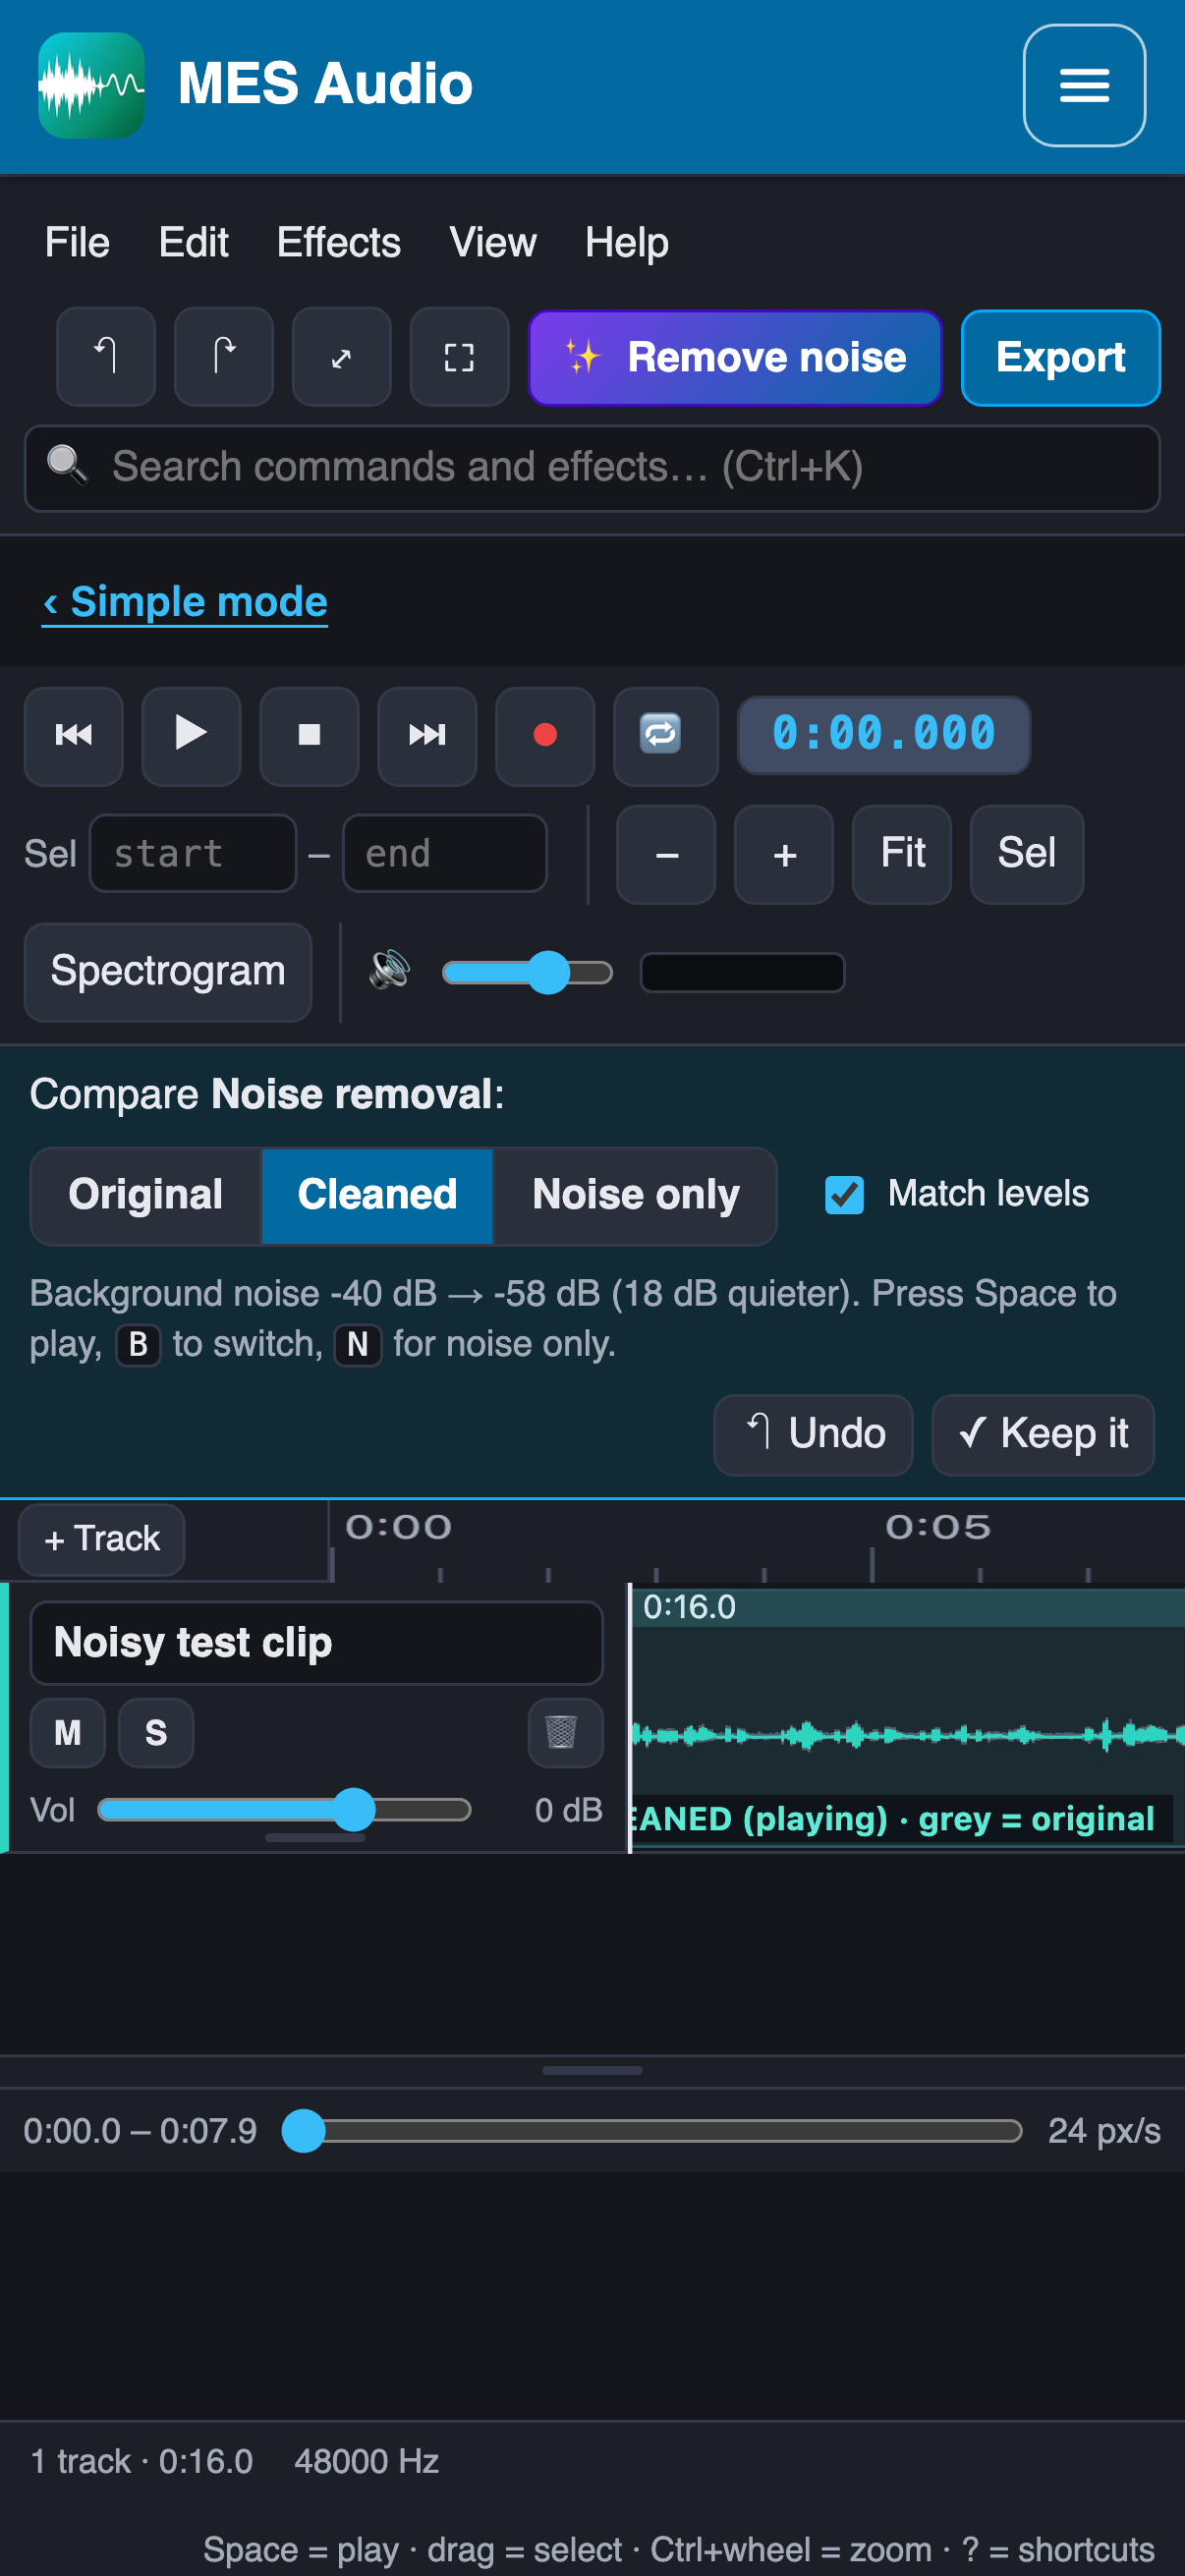 MES Audio
File Edit Effects View Help
Remove noise Export
Search commands and effects... (Ctrl+K)
‹ Simple mode
0:00.000
Sel start – end − + Fit Sel
Spectrogram
Compare Noise removal:
Original Cleaned Noise only Match levels
Background noise -40 dB → -58 dB (18 dB quieter). Press Space to
play, B to switch, N for noise only.
Undo ✓ Keep it
+ Track 0:00 0:05
Noisy test clip 0:16.0
M S
Vol 0 dB EANED (playing) · grey = original
0:00.0 – 0:07.9 24 px/s
1 track · 0:16.0 48000 Hz
Space = play · drag = select · Ctrl+wheel = zoom · ? = shortcuts